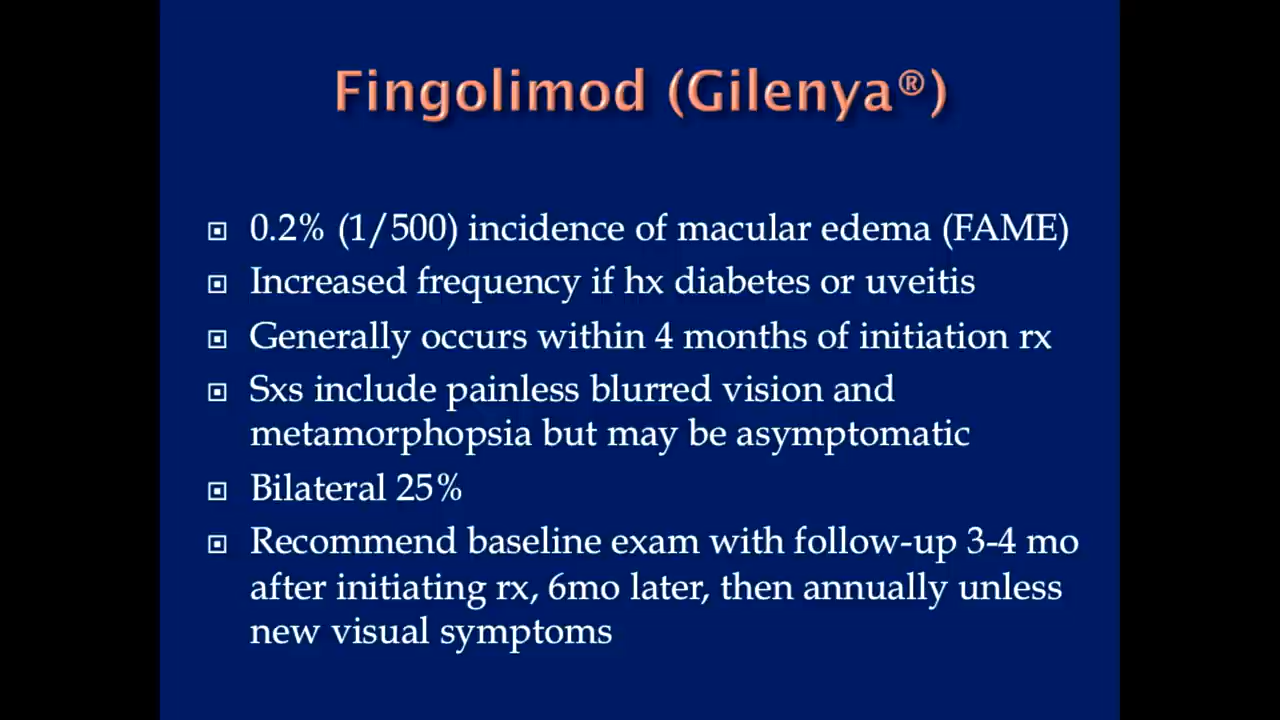 Fingolimod (Gilenya®)
0.2% (1/500) incidence of macular edema (FAME)
Increased frequency if hx diabetes or uveitis
Generally occurs within 4 months of initiation rx
Sxs include painless blurred vision and
metamorphopsia but may be asymptomatic
Bilateral 25%
Recommend baseline exam with follow-up 3-4 mo
after initiating rx, 6mo later, then annually unless
new visual symptoms